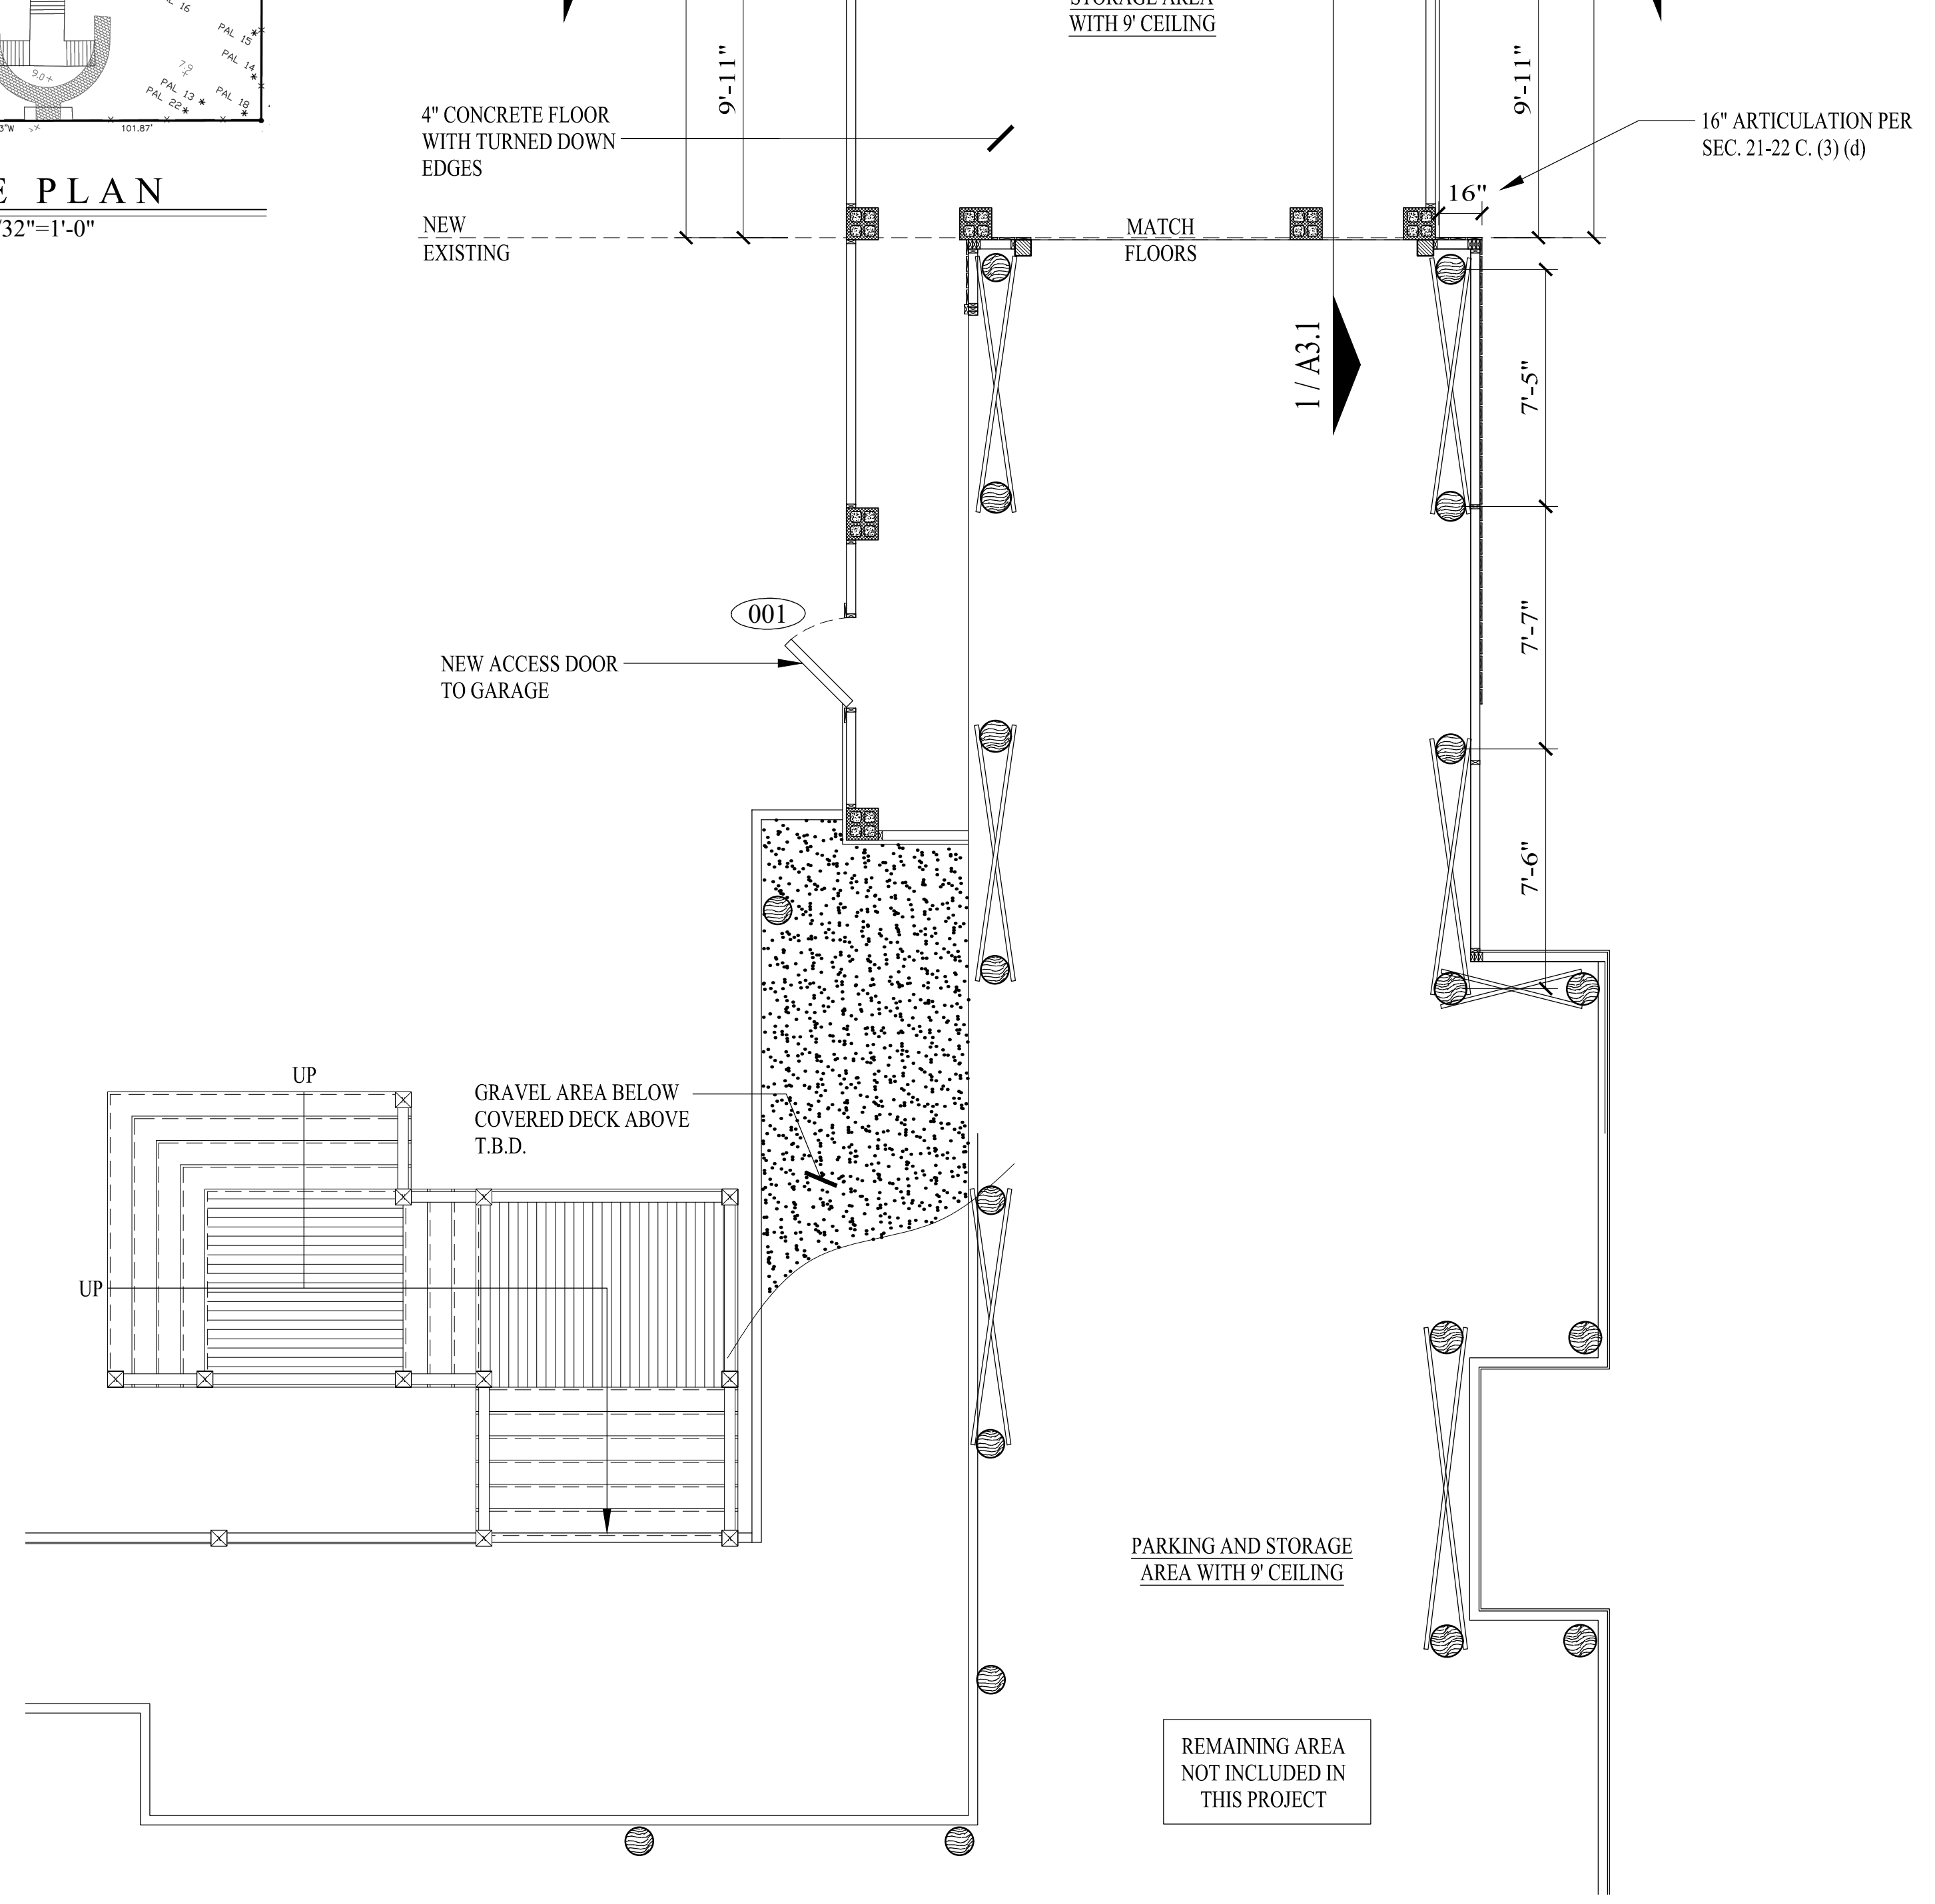 PAL 15
PAL 14
7.9
PAL 13
PAL 22
PAL 18
9.0
101.87'
PLAN
/32"=1'-0"
STORAGE AREA
WITH 9' CEILING
9'-11"
9'-11"
4" CONCRETE FLOOR
WITH TURNED DOWN
EDGES
16" ARTICULATION PER
SEC. 21-22 C. (3) (d)
16"
NEW
EXISTING
MATCH
FLOORS
1 / A3.1
7'-5"
7'-7"
7'-6"
001
NEW ACCESS DOOR
TO GARAGE
GRAVEL AREA BELOW
COVERED DECK ABOVE
T.B.D.
UP
UP
PARKING AND STORAGE
AREA WITH 9' CEILING
REMAINING AREA
NOT INCLUDED IN
THIS PROJECT